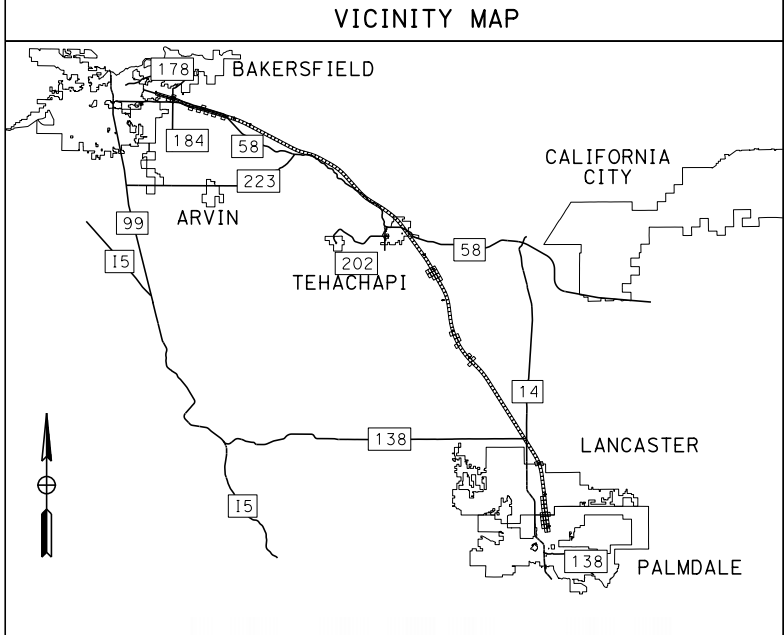 VICINITY MAP
178
BAKERSFIELD
184
58
223
CALIFORNIA
CITY
99
ARVIN
I5
58
202
TEHACHAPI
14
138
LANCASTER
I5
138
PALMDALE